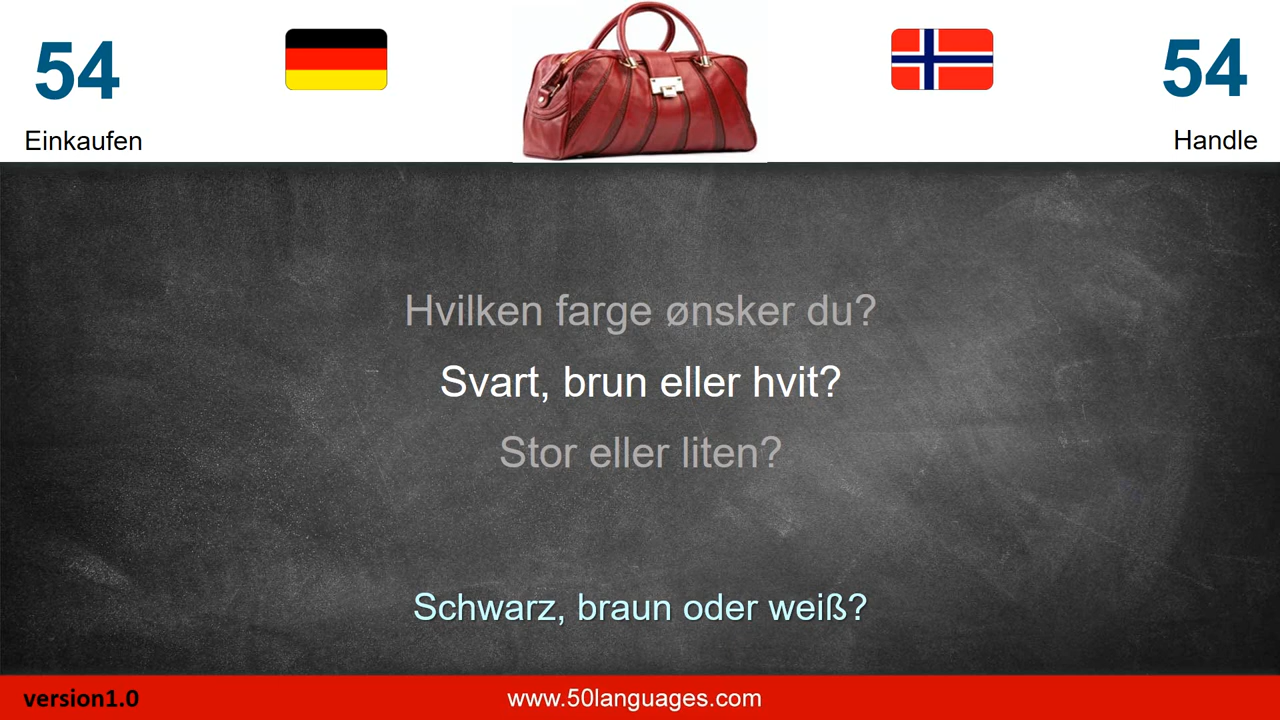 54
54
Einkaufen
Handle
Hvilken farge ønsker du?
Svart, brun eller hvit?
Stor eller liten?
Schwarz, braun oder weiß?
version1.0
www.50languages.com